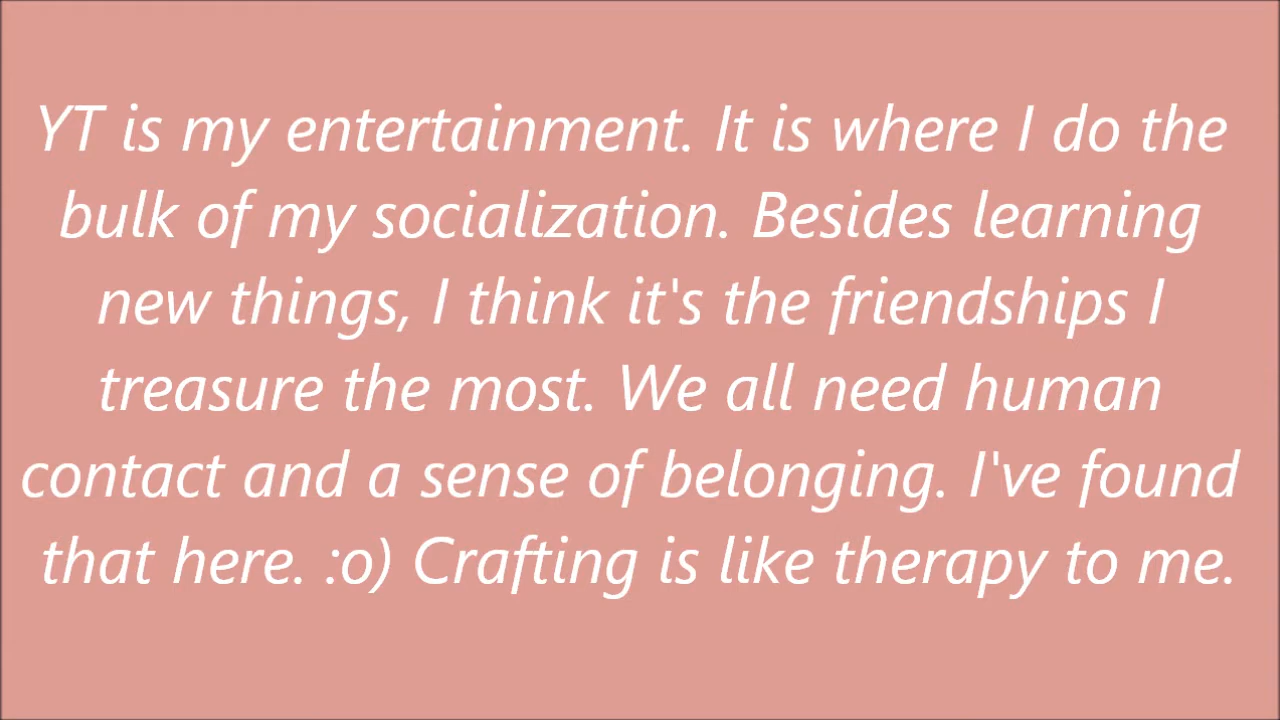 YT is my entertainment. It is where I do the
bulk of my socialization. Besides learning
new things, I think it's the friendships I
treasure the most. We all need human
contact and a sense of belonging. I've found
that here. :o) Crafting is like therapy to me.